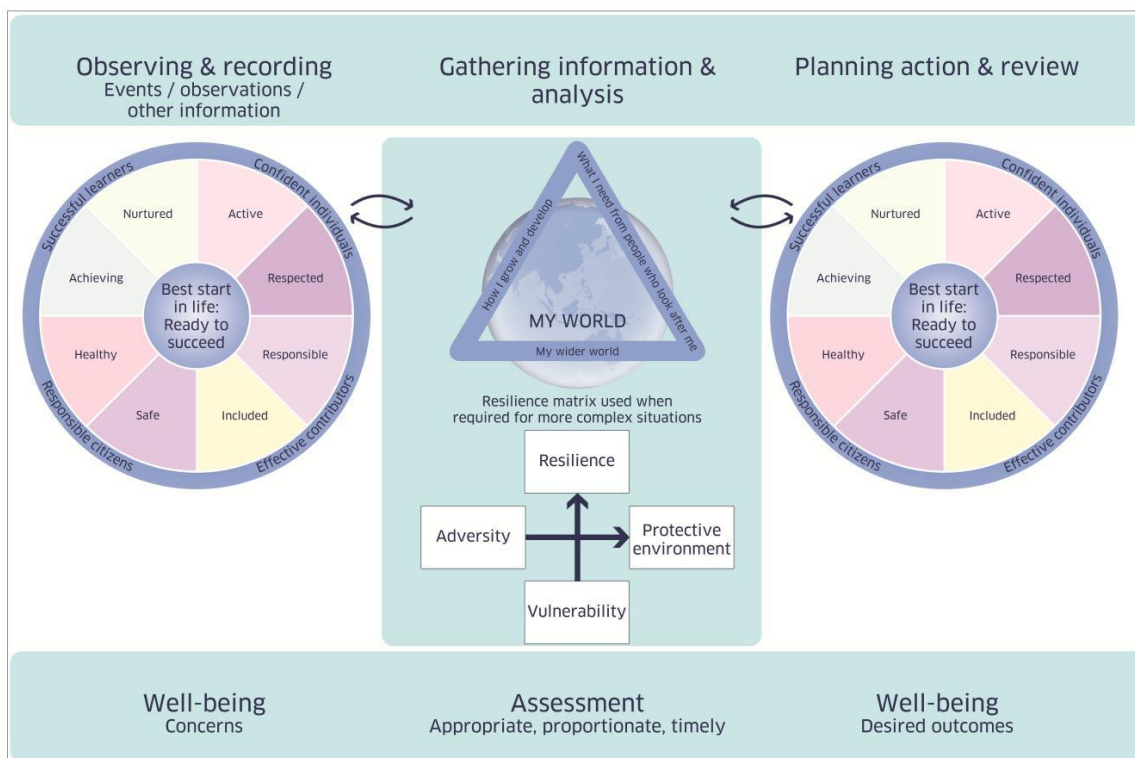 Observing & recording
Events / observations /
other information
Gathering information &
analysis
Planning action & review
Successful learners
Confident individuals
Nurtured
Active
Achieving
Respected
Best start
in life:
Ready to
succeed
Healthy
Responsible
Safe
Included
Responsible citizens
Effective contributors
How I grow and develop
What I need from people who look after me
MY WORLD
My wider world
Resilience matrix used when
required for more complex situations
Resilience
Adversity
Protective
environment
Vulnerability
Successful learners
Confident individuals
Nurtured
Active
Achieving
Respected
Best start
in life:
Ready to
succeed
Healthy
Responsible
Safe
Included
Responsible citizens
Effective contributors
Well-being
Concerns
Assessment
Appropriate, proportionate, timely
Well-being
Desired outcomes